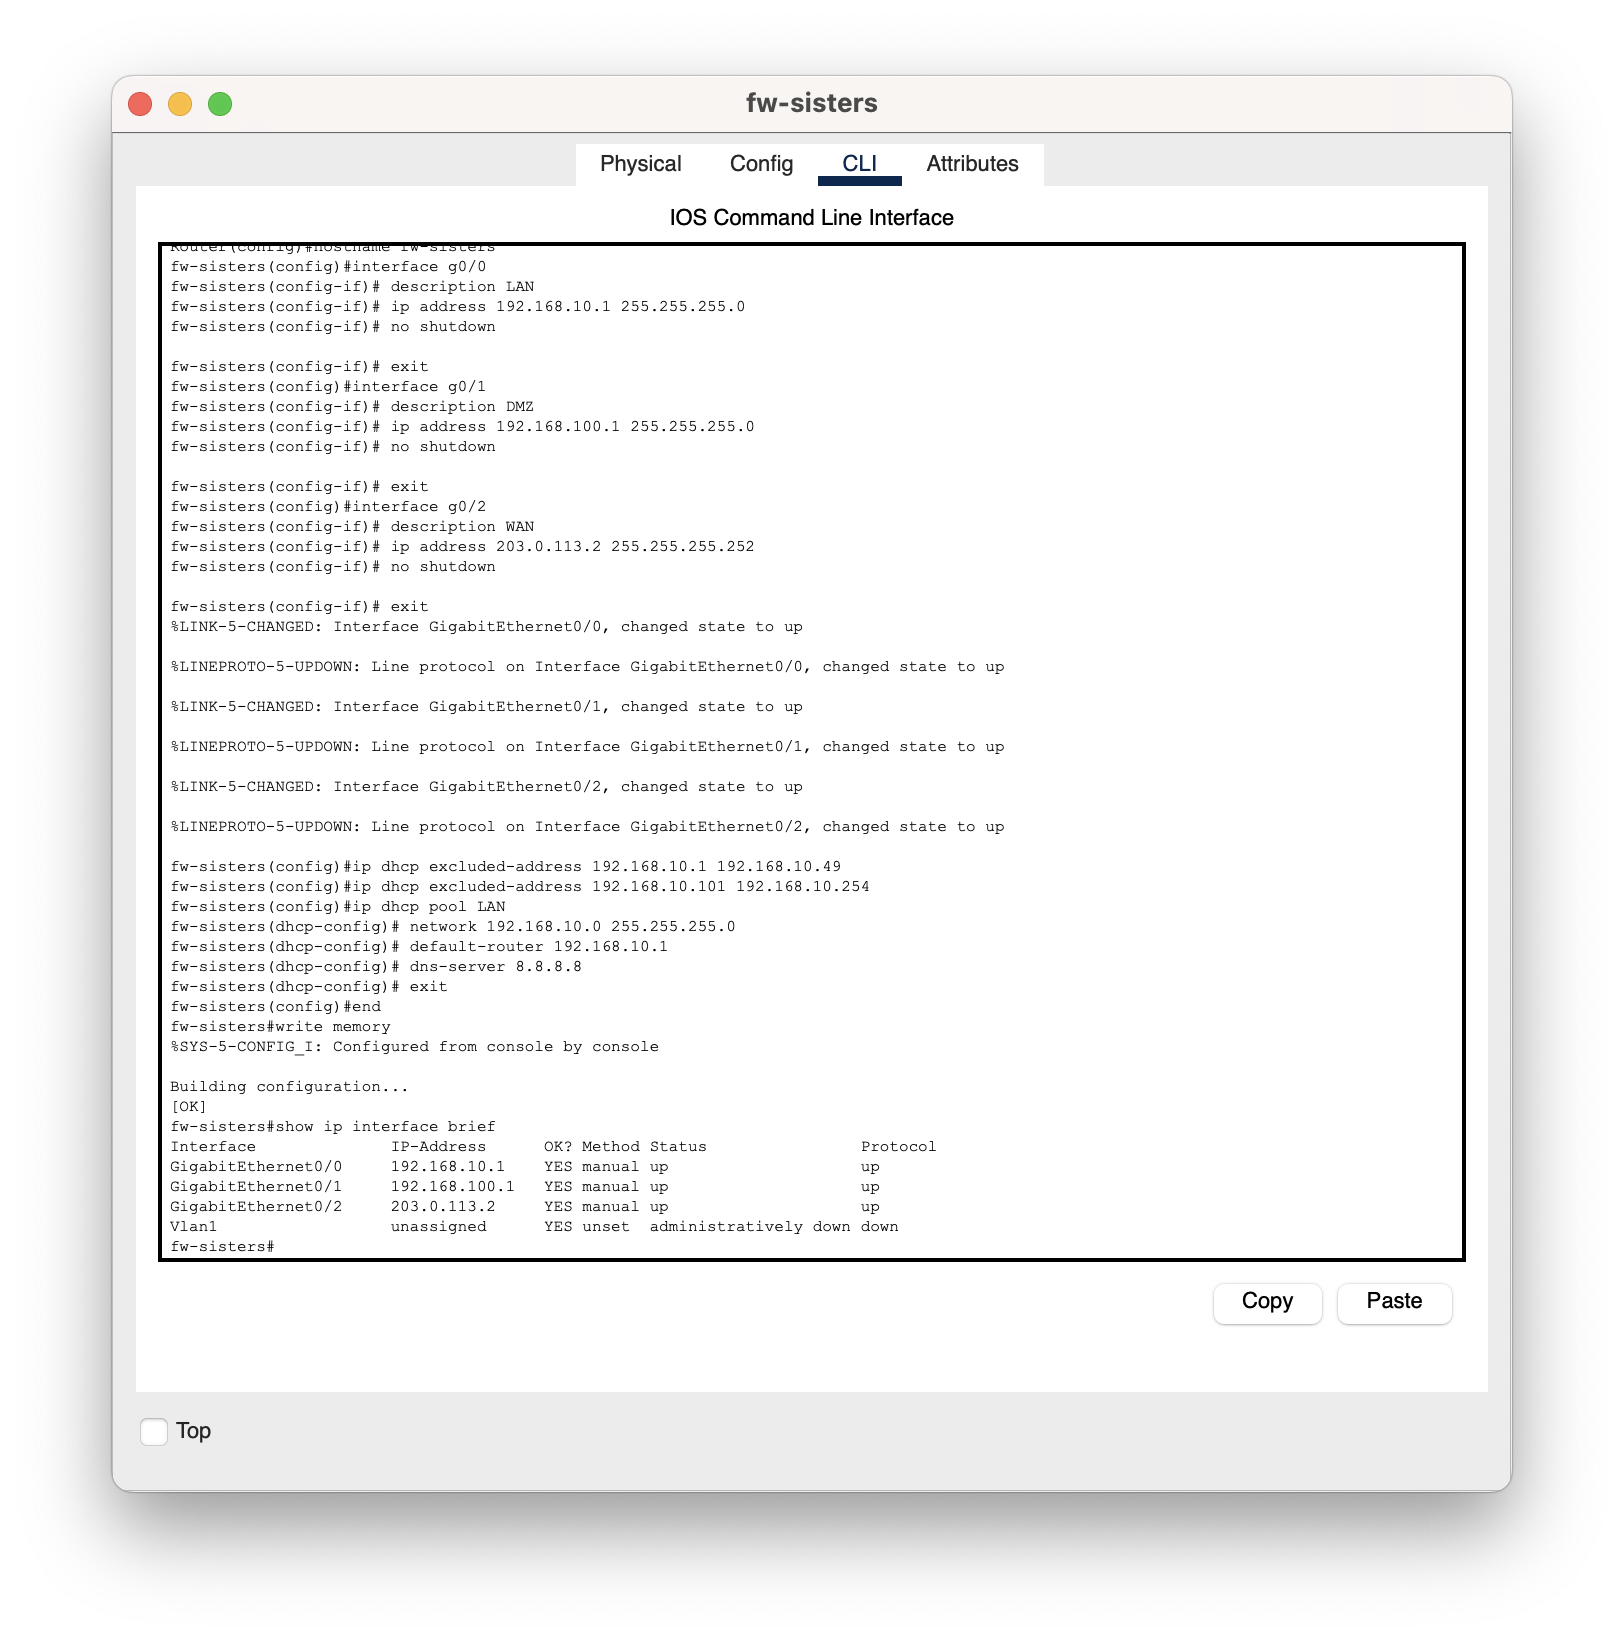 fw-sisters
Physical Config CLI Attributes
IOS Command Line Interface
Router(config)#hostname fw-sisters
fw-sisters(config)#interface g0/0
fw-sisters(config-if)# description LAN
fw-sisters(config-if)# ip address 192.168.10.1 255.255.255.0
fw-sisters(config-if)# no shutdown
fw-sisters(config-if)# exit
fw-sisters(config)#interface g0/1
fw-sisters(config-if)# description DMZ
fw-sisters(config-if)# ip address 192.168.100.1 255.255.255.0
fw-sisters(config-if)# no shutdown
fw-sisters(config-if)# exit
fw-sisters(config)#interface g0/2
fw-sisters(config-if)# description WAN
fw-sisters(config-if)# ip address 203.0.113.2 255.255.255.252
fw-sisters(config-if)# no shutdown
fw-sisters(config-if)# exit
%LINK-5-CHANGED: Interface GigabitEthernet0/0, changed state to up
%LINEPROTO-5-UPDOWN: Line protocol on Interface GigabitEthernet0/0, changed state to up
%LINK-5-CHANGED: Interface GigabitEthernet0/1, changed state to up
%LINEPROTO-5-UPDOWN: Line protocol on Interface GigabitEthernet0/1, changed state to up
%LINK-5-CHANGED: Interface GigabitEthernet0/2, changed state to up
%LINEPROTO-5-UPDOWN: Line protocol on Interface GigabitEthernet0/2, changed state to up
fw-sisters(config)#ip dhcp excluded-address 192.168.10.1 192.168.10.49
fw-sisters(config)#ip dhcp excluded-address 192.168.10.101 192.168.10.254
fw-sisters(config)#ip dhcp pool LAN
fw-sisters(dhcp-config)# network 192.168.10.0 255.255.255.0
fw-sisters(dhcp-config)# default-router 192.168.10.1
fw-sisters(dhcp-config)# dns-server 8.8.8.8
fw-sisters(dhcp-config)# exit
fw-sisters(config)#end
fw-sisters#write memory
%SYS-5-CONFIG_I: Configured from console by console
Building configuration...
[OK]
fw-sisters#show ip interface brief
Interface IP-Address OK? Method Status Protocol
GigabitEthernet0/0 192.168.10.1 YES manual up up
GigabitEthernet0/1 192.168.100.1 YES manual up up
GigabitEthernet0/2 203.0.113.2 YES manual up up
Vlan1 unassigned YES unset administratively down down
fw-sisters#
Copy Paste
Top